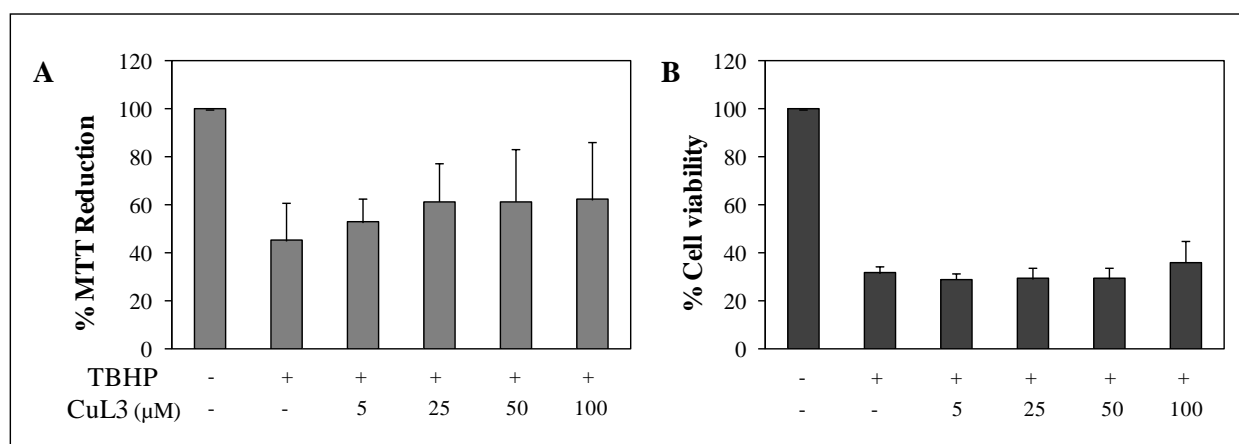 A
% MTT Reduction
120
100
80
60
40
20
0
B
% Cell viability
120
100
80
60
40
20
0
TBHP - + + + + + - + + + + +
CuL3 (μM) - - 5 25 50 100 - - 5 25 50 100